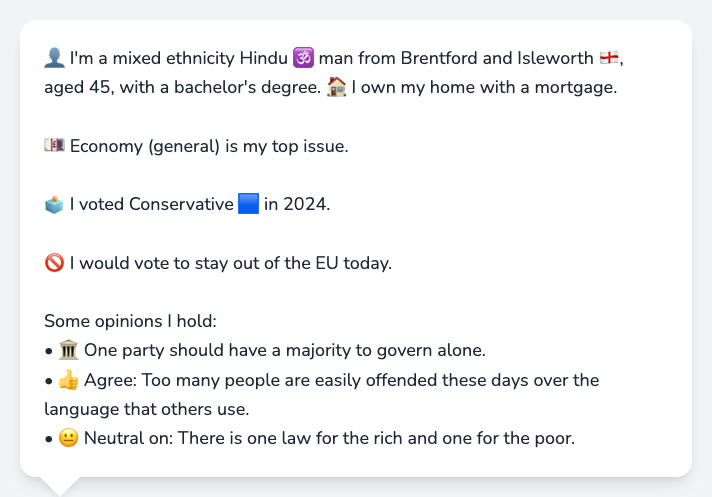 👤 I'm a mixed ethnicity Hindu 🕉️ man from Brentford and Isleworth 🏴󠁧󠁢󠁥󠁮󠁧󠁿,
aged 45, with a bachelor's degree. 🏠 I own my home with a mortgage.
💷 Economy (general) is my top issue.
🗳️ I voted Conservative 🟦 in 2024.
🚫 I would vote to stay out of the EU today.
Some opinions I hold:
• 🏛️ One party should have a majority to govern alone.
• 👍 Agree: Too many people are easily offended these days over the
language that others use.
• 😐 Neutral on: There is one law for the rich and one for the poor.